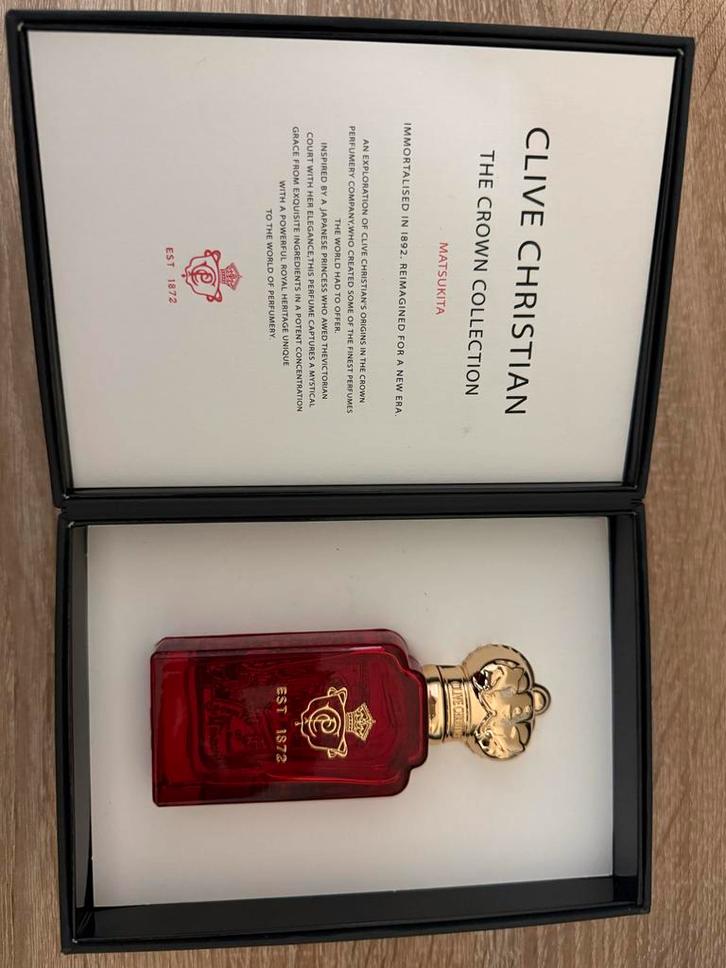 CLIVE CHRISTIAN
THE CROWN COLLECTION
MATSUKITA
IMMORTALISED IN 1892. REIMAGINED FOR A NEW ERA.
AN EXPLORATION OF CLIVE CHRISTIAN'S ORIGINS IN THE CROWN
PERFUMERY COMPANY,WHO CREATED SOME OF THE FINEST PERFUMES
THE WORLD HAD TO OFFER.
INSPIRED BY A JAPANESE PRINCESS WHO AWED THEVICTORIAN
COURT WITH HER ELEGANCE,THIS PERFUME CAPTURES A MYSTICAL
GRACE FROM EXQUISITE INGREDIENTS IN A POTENT CONCENTRATION
WITH A POWERFUL ROYAL HERITAGE UNIQUE
TO THE WORLD OF PERFUMERY.
EST 1872
EST 1872